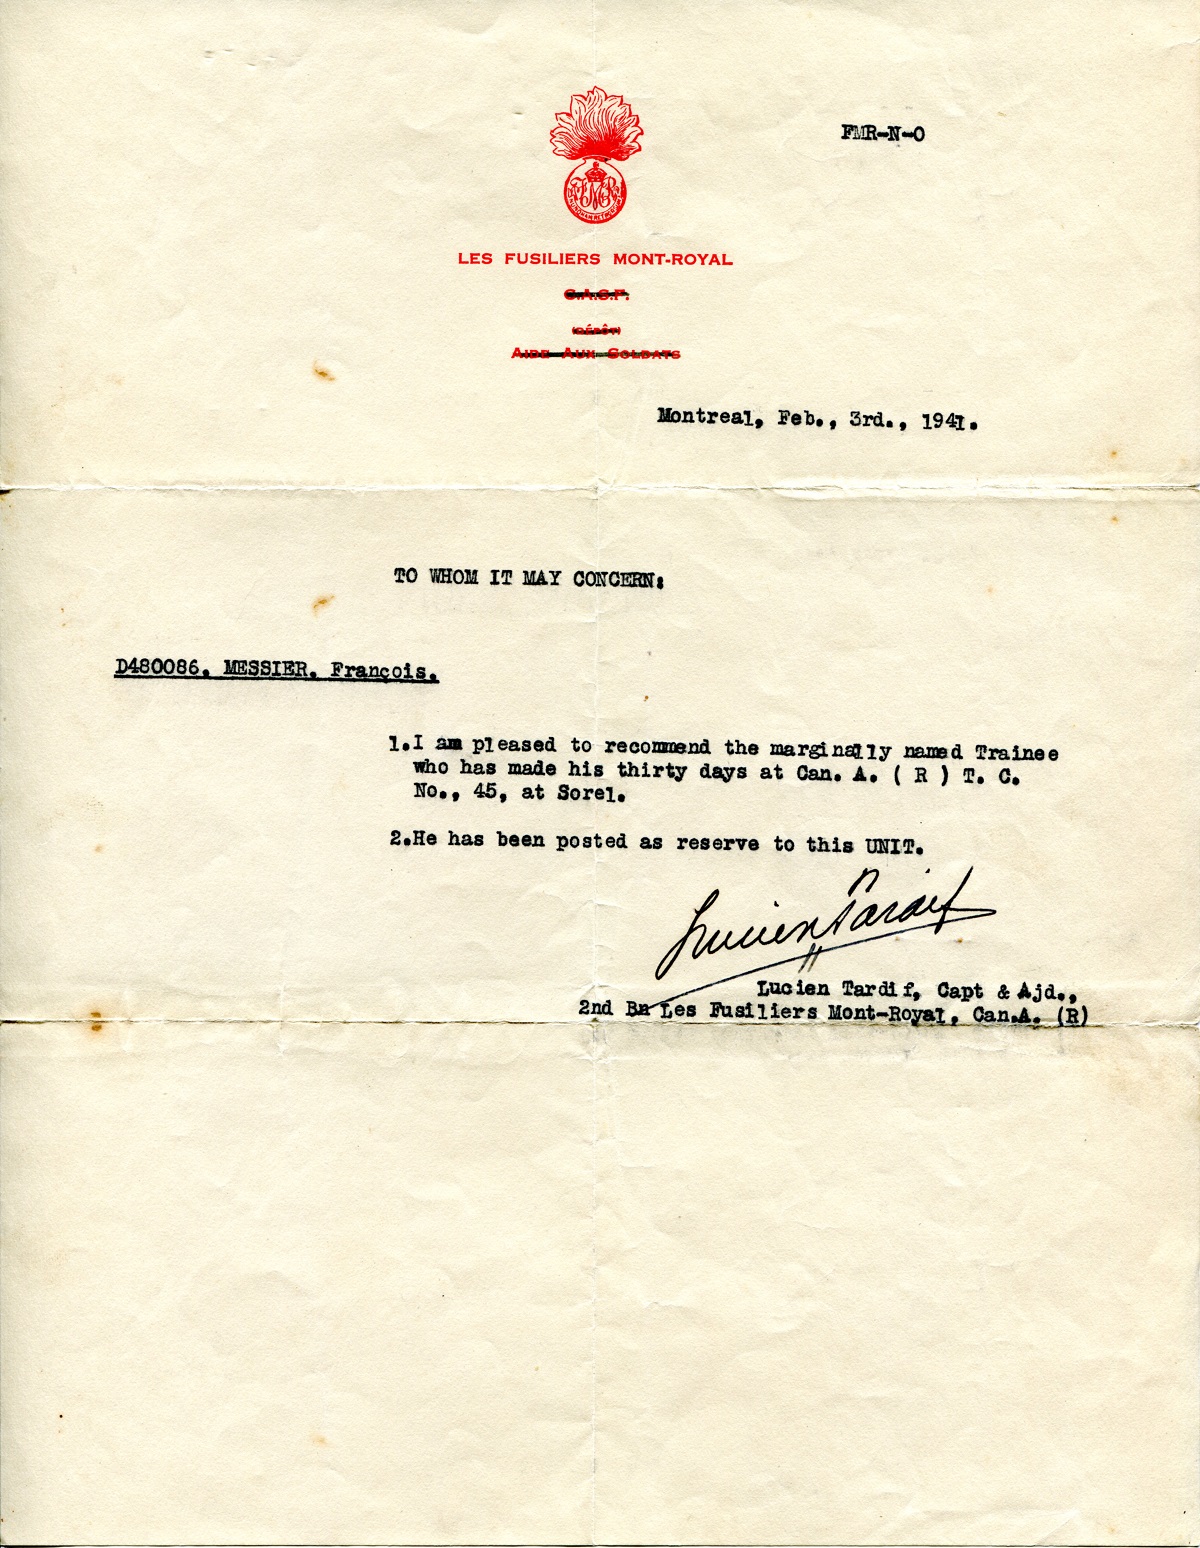 FMR-N-O
FMR
LES FUSILIERS MONT-ROYAL
C.A.S.F.
(DÉPÔT)
AIDE AUX SOLDATS
Montreal, Feb., 3rd., 1941.
TO WHOM IT MAY CONCERN:
D480086. MESSIER. François.
1.I am pleased to recommend the marginally named Trainee
who has made his thirty days at Can. A. ( R ) T. C.
No., 45, at Sorel.
2.He has been posted as reserve to this UNIT.
Lucien Tardif
Lucien Tardif, Capt & Ajd.,
2nd Bn Les Fusiliers Mont-Royal, Can.A. (R)